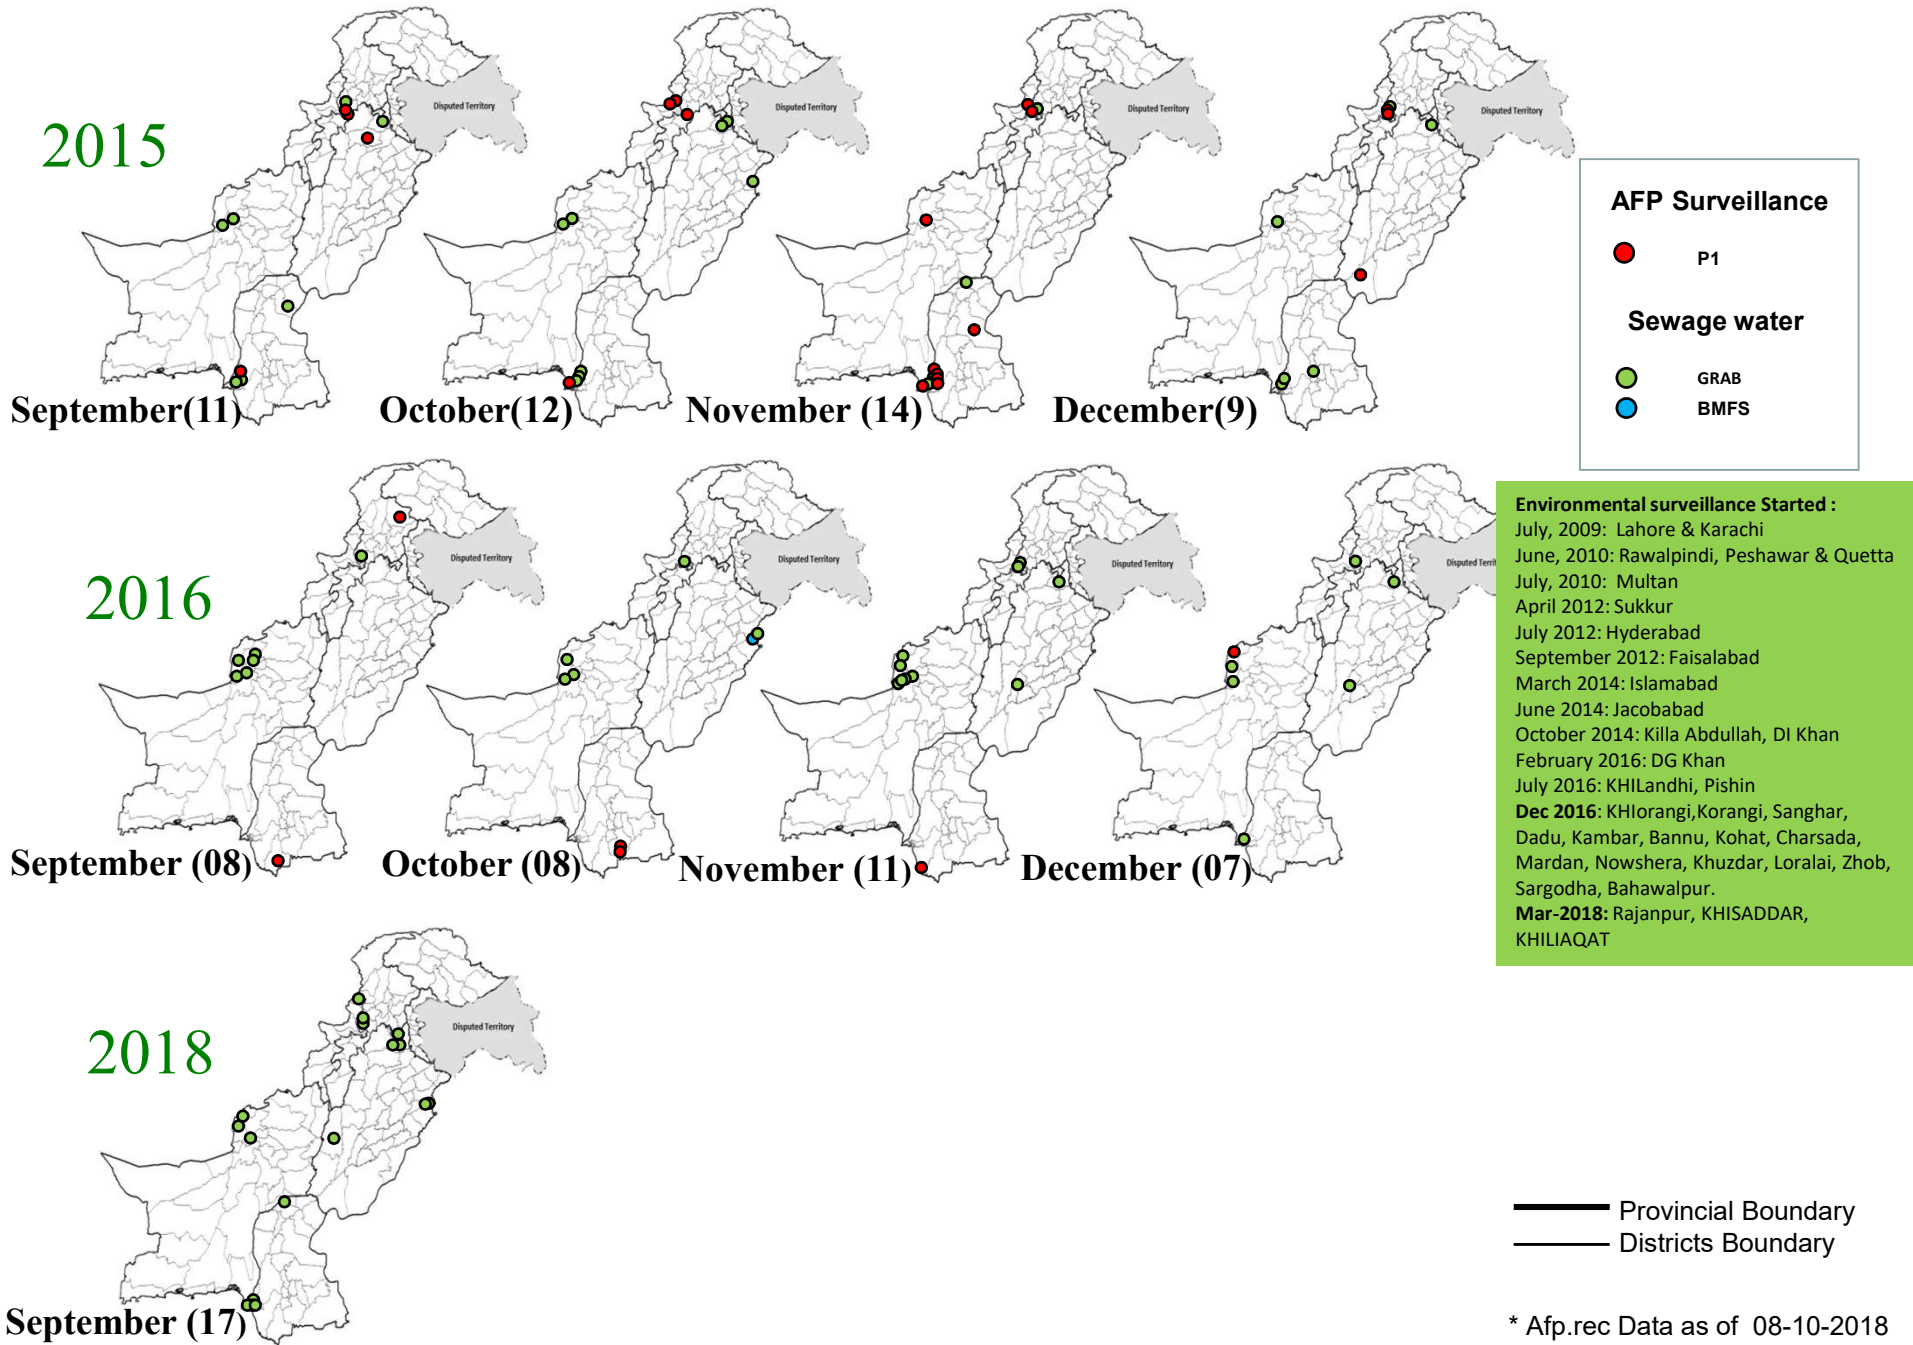 2015
Disputed Territory
Disputed Territory
Disputed Territory
Disputed Territory
September(11)
October(12)
November (14)
December(9)
AFP Surveillance
P1
Sewage water
GRAB
BMFS
2016
Disputed Territory
Disputed Territory
Disputed Territory
Disputed Terri
September (08)
October (08)
November (11)
December (07)
Environmental surveillance Started :
July, 2009: Lahore & Karachi
June, 2010: Rawalpindi, Peshawar & Quetta
July, 2010: Multan
April 2012: Sukkur
July 2012: Hyderabad
September 2012: Faisalabad
March 2014: Islamabad
June 2014: Jacobabad
October 2014: Killa Abdullah, DI Khan
February 2016: DG Khan
July 2016: KHILandhi, Pishin
Dec 2016: KHIorangi,Korangi, Sanghar,
Dadu, Kambar, Bannu, Kohat, Charsada,
Mardan, Nowshera, Khuzdar, Loralai, Zhob,
Sargodha, Bahawalpur.
Mar-2018: Rajanpur, KHISADDAR,
KHILIAQAT
2018
Disputed Territory
September (17)
Provincial Boundary
Districts Boundary
* Afp.rec Data as of 08-10-2018